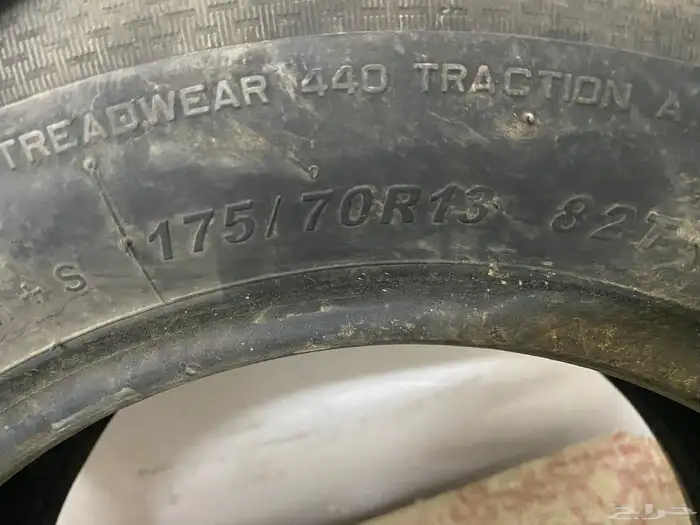 TREADWEAR 440 TRACTION A
175/70R13 82T
+ S
حراج